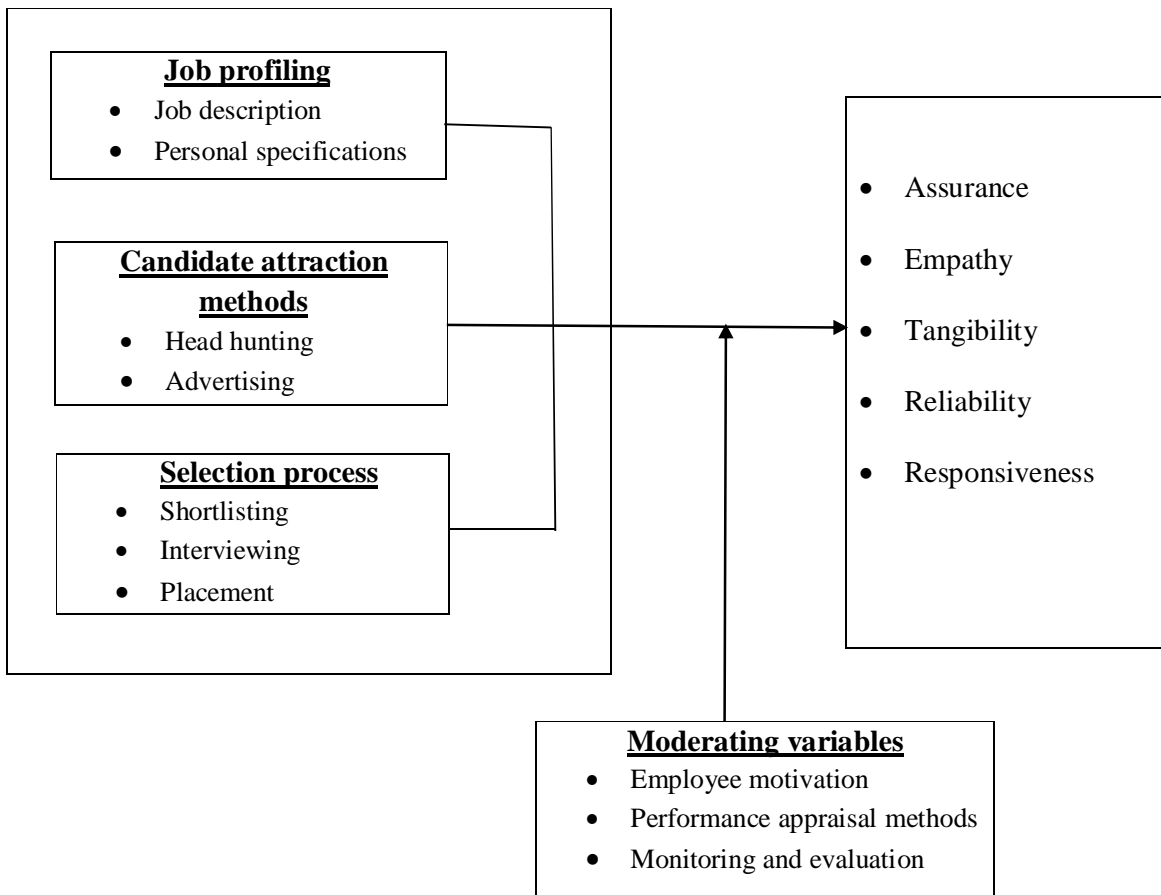 Job profiling
• Job description
• Personal specifications
Candidate attraction
methods
• Head hunting
• Advertising
Selection process
• Shortlisting
• Interviewing
• Placement
• Assurance
• Empathy
• Tangibility
• Reliability
• Responsiveness
Moderating variables
• Employee motivation
• Performance appraisal methods
• Monitoring and evaluation